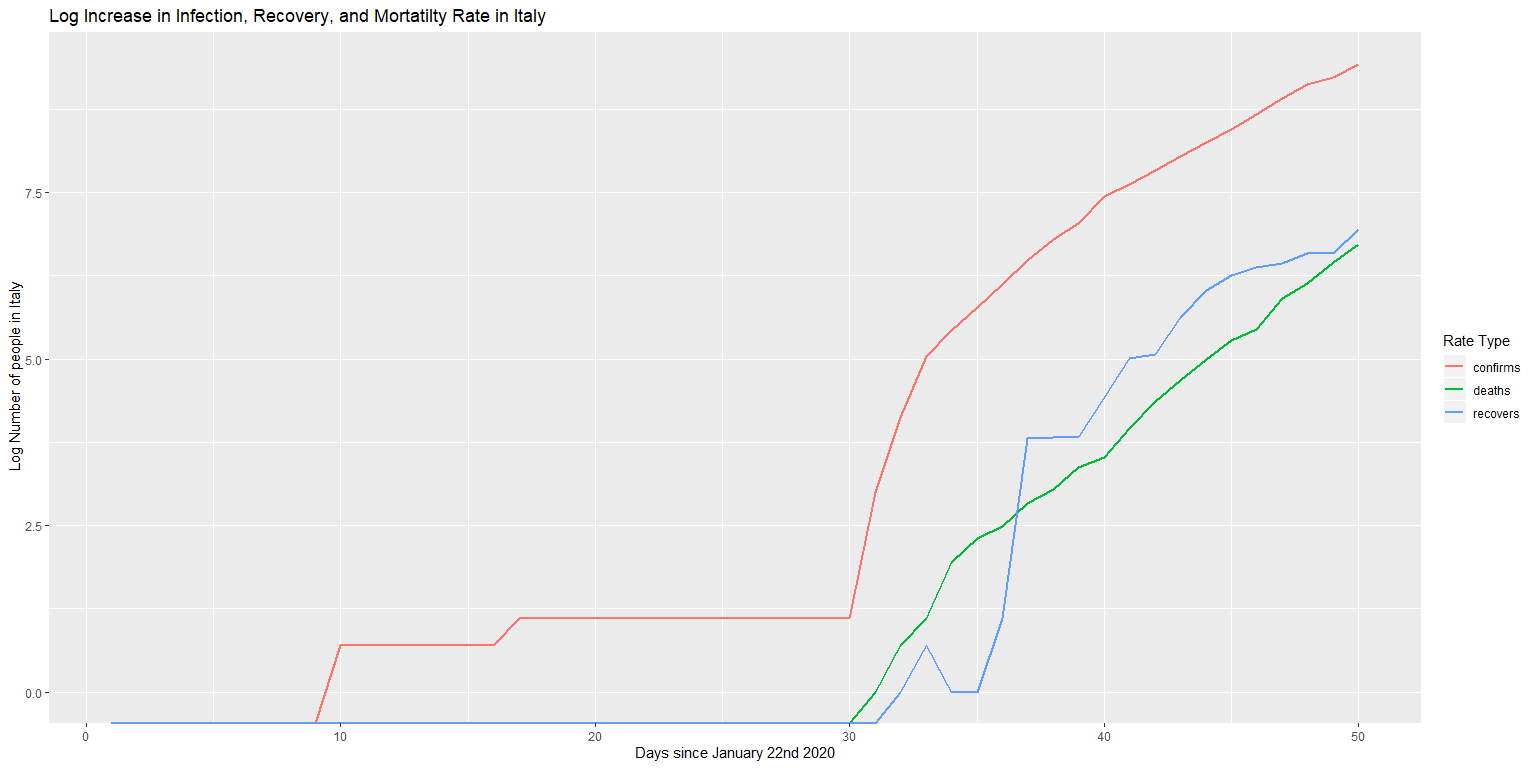 Log Increase in Infection, Recovery, and Mortatilty Rate in Italy
Log Number of people in Italy
7.5
5.0
2.5
0.0
0 10 20 30 40 50
Days since January 22nd 2020
Rate Type
confirms
deaths
recovers